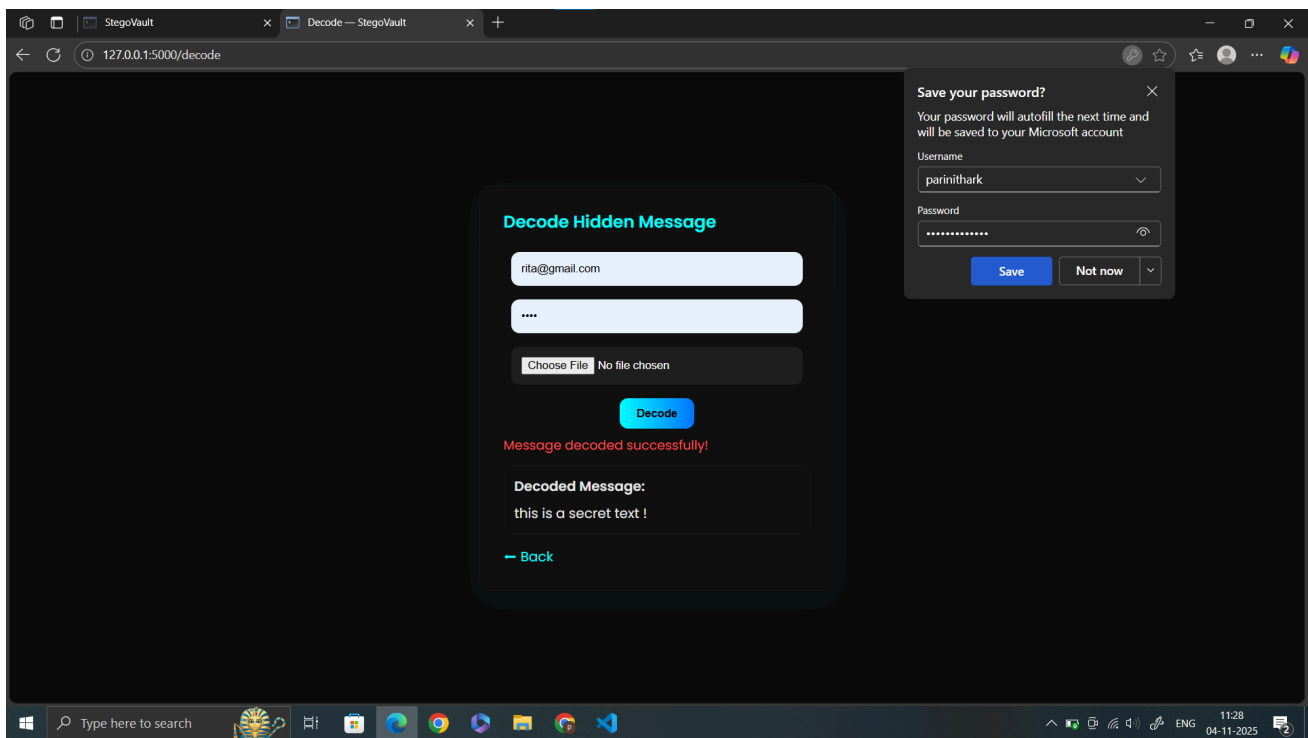 StegoVault
Decode — StegoVault
127.0.0.1:5000/decode
Save your password?
Your password will autofill the next time and
will be saved to your Microsoft account
Username
parinithark
Password
•••••••••••••
Save
Not now
Decode Hidden Message
rita@gmail.com
••••
Choose File No file chosen
Decode
Message decoded successfully!
Decoded Message:
this is a secret text !
← Back
Type here to search
ENG
11:28
04-11-2025
2